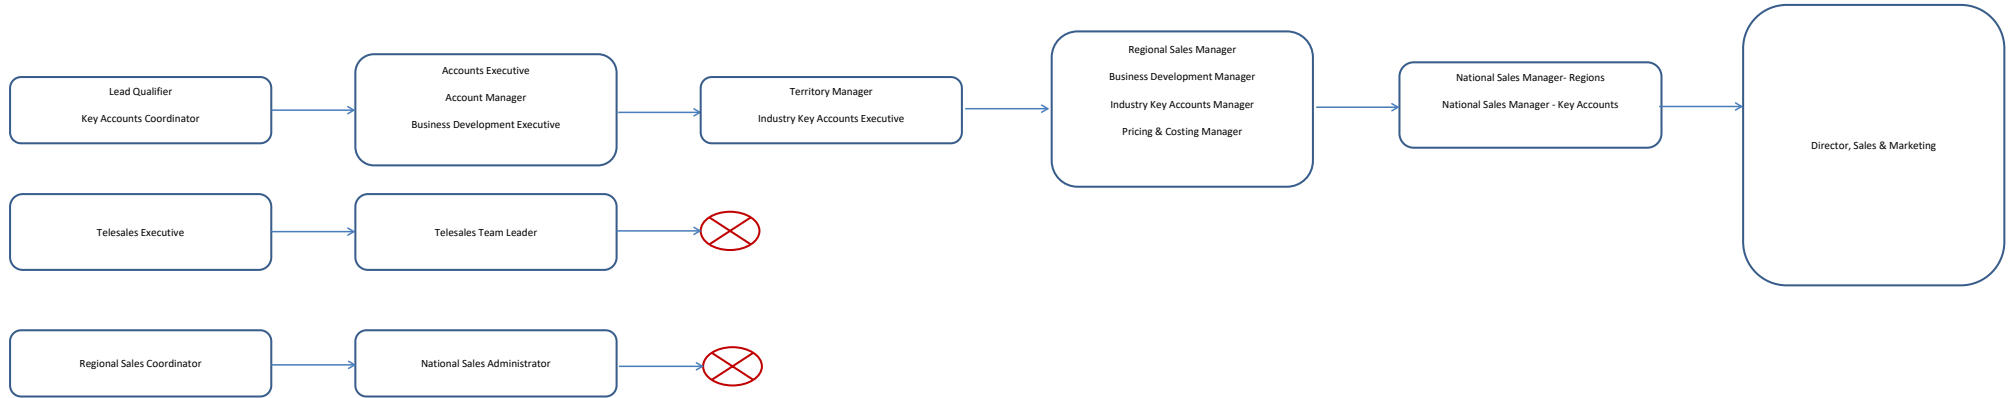 Lead Qualifier
Key Accounts Coordinator
Accounts Executive
Account Manager
Business Development Executive
Territory Manager
Industry Key Accounts Executive
Regional Sales Manager
Business Development Manager
Industry Key Accounts Manager
Pricing & Costing Manager
National Sales Manager- Regions
National Sales Manager - Key Accounts
Director, Sales & Marketing
Telesales Executive
Telesales Team Leader
Regional Sales Coordinator
National Sales Administrator